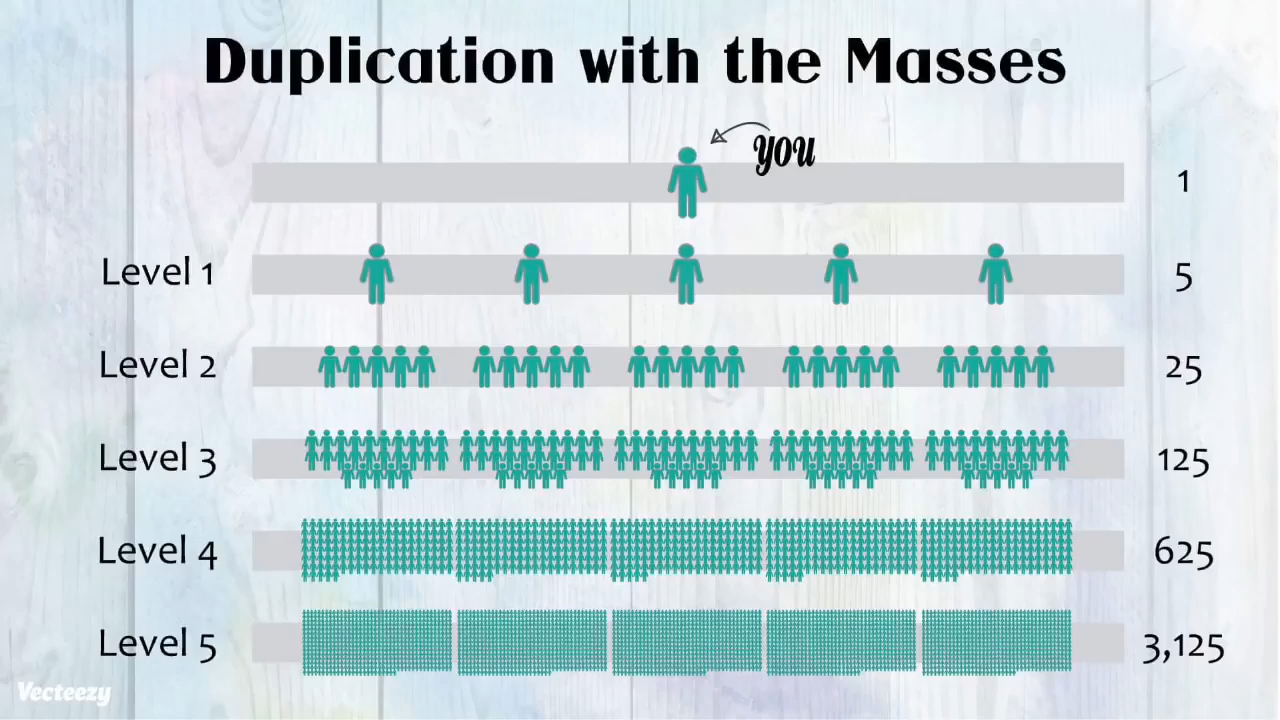 Duplication with the Masses
you
1
Level 1 5
Level 2 25
Level 3 125
Level 4 625
Level 5 3,125
Vecteezy